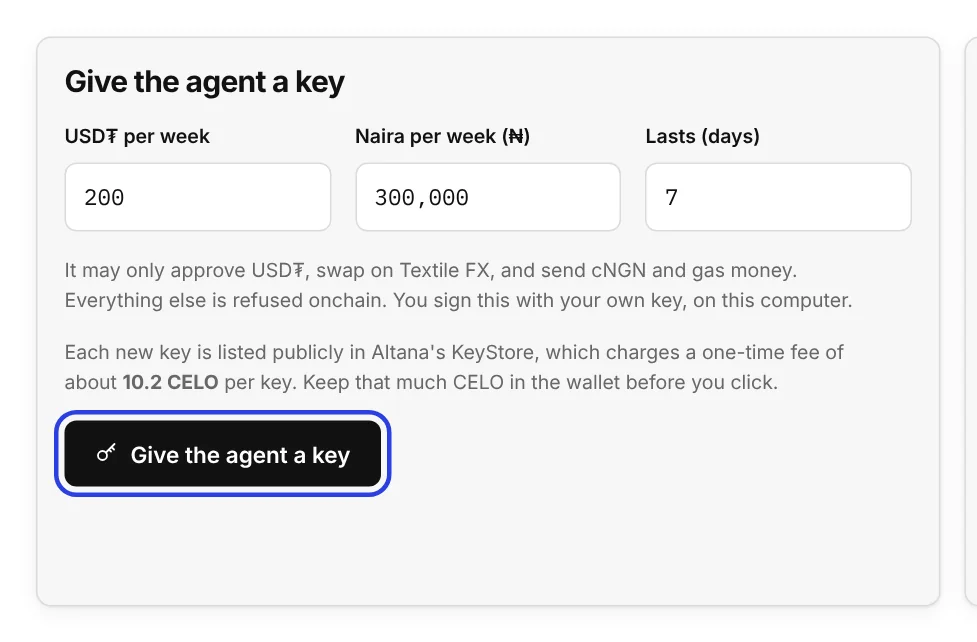 Give the agent a key
USD₮ per week
Naira per week (₦)
Lasts (days)
200
300,000
7
It may only approve USD₮, swap on Textile FX, and send cNGN and gas money.
Everything else is refused onchain. You sign this with your own key, on this computer.
Each new key is listed publicly in Altana's KeyStore, which charges a one-time fee of
about 10.2 CELO per key. Keep that much CELO in the wallet before you click.
Give the agent a key